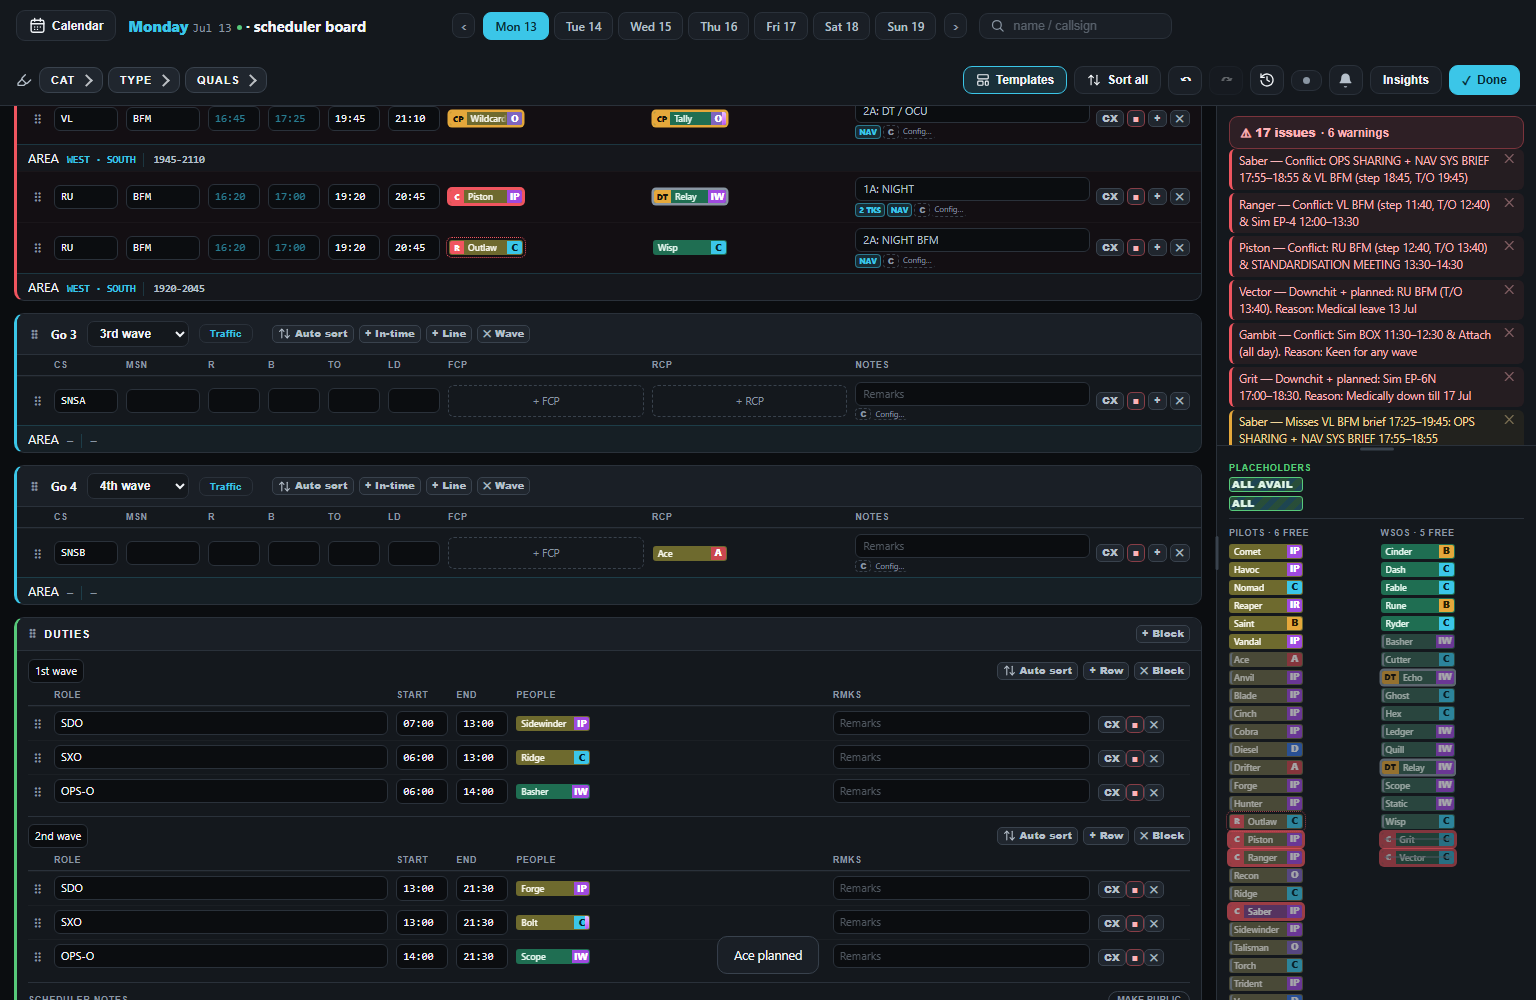 Calendar
Monday Jul 13 · scheduler board
‹
Mon 13
Tue 14
Wed 15
Thu 16
Fri 17
Sat 18
Sun 19
›
name / callsign
CAT
TYPE
QUALS
Templates
Sort all
Insights
✓ Done
VL BFM 16:45 17:25 19:45 21:10 CP Wildcard O CP Tally O 2A: DT / OCU CX + ✕
NAV C Config...
AREA WEST · SOUTH 1945-2110
RU BFM 16:20 17:00 19:20 20:45 C Piston IP DT Relay IW 1A: NIGHT CX + ✕
2 TKS NAV C Config...
RU BFM 16:20 17:00 19:20 20:45 R Outlaw C Wisp C 2A: NIGHT BFM CX + ✕
NAV C Config...
AREA WEST · SOUTH 1920-2045
Go 3 3rd wave Traffic Auto sort + In-time + Line ✕ Wave
CS MSN R B TO LD FCP RCP NOTES
SNSA + FCP + RCP Remarks CX + ✕
C Config...
AREA – –
Go 4 4th wave Traffic Auto sort + In-time + Line ✕ Wave
CS MSN R B TO LD FCP RCP NOTES
SNSB + FCP Ace A Remarks CX + ✕
C Config...
AREA – –
DUTIES + Block
1st wave Auto sort + Row ✕ Block
ROLE START END PEOPLE RMKS
SDO 07:00 13:00 Sidewinder IP Remarks CX ✕
SXO 06:00 13:00 Ridge C Remarks CX ✕
OPS-O 06:00 14:00 Basher IW Remarks CX ✕
2nd wave Auto sort + Row ✕ Block
ROLE START END PEOPLE RMKS
SDO 13:00 21:30 Forge IP Remarks CX ✕
SXO 13:00 21:30 Bolt C Remarks CX ✕
OPS-O 14:00 21:30 Scope IW Remarks CX ✕
Ace planned
SCHEDULER NOTES MAKE PUBLIC
⚠ 17 issues · 6 warnings
Saber — Conflict: OPS SHARING + NAV SYS BRIEF
17:55–18:55 & VL BFM (step 18:45, T/O 19:45)
Ranger — Conflict: VL BFM (step 11:40, T/O 12:40)
& Sim EP-4 12:00–13:30
Piston — Conflict: RU BFM (step 12:40, T/O 13:40)
& STANDARDISATION MEETING 13:30–14:30
Vector — Downchit + planned: RU BFM (T/O
13:40). Reason: Medical leave 13 Jul
Gambit — Conflict: Sim BOX 11:30–12:30 & Attach
(all day). Reason: Keen for any wave
Grit — Downchit + planned: Sim EP-6N
17:00–18:30. Reason: Medically down till 17 Jul
Saber — Misses VL BFM brief 17:25–19:45: OPS
SHARING + NAV SYS BRIEF 17:55–18:55
PLACEHOLDERS
ALL AVAIL
ALL
PILOTS · 6 FREE
Comet IP
Havoc IP
Nomad C
Reaper IR
Saint B
Vandal IP
Ace A
Anvil IP
Blade IP
Cinch IP
Cobra IP
Diesel D
Drifter A
Forge IP
Hunter IP
R Outlaw C
C Piston IP
C Ranger IP
Recon O
Ridge C
C Saber IP
Sidewinder IP
Talisman O
Torch C
Trident IP
WSOS · 5 FREE
Cinder B
Dash C
Fable C
Rune B
Ryder C
Basher IW
Cutter C
DT Echo IW
Ghost C
Hex C
Ledger IW
Quill IW
DT Relay IW
Scope IW
Static IW
Wisp C
C Grit C
C Vector C